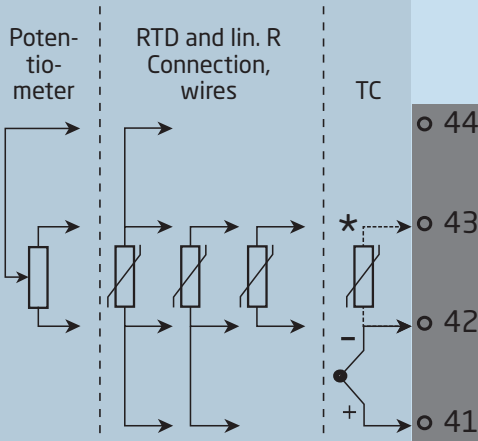 Poten-
tio-
meter
RTD and lin. R
Connection,
wires
TC
44
* 43
42
-
+ 41